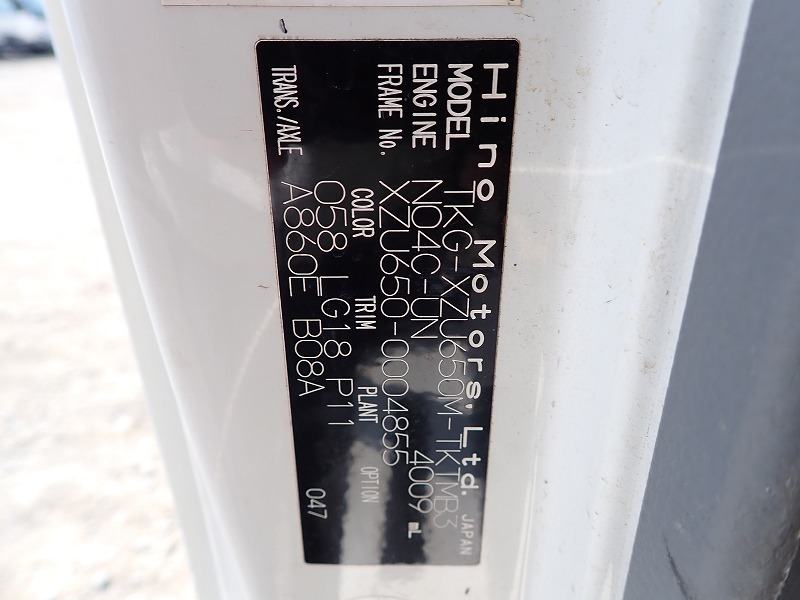 Hino Motors, Ltd. JAPAN
MODEL TKG-XZU650M-TKTMB3
ENGINE N04C-UN 4009 mL
FRAME No. XZU650-0004855
COLOR TRIM PLANT OPTION
058 LG18 P11
TRANS./AXLE A860E B08A 047